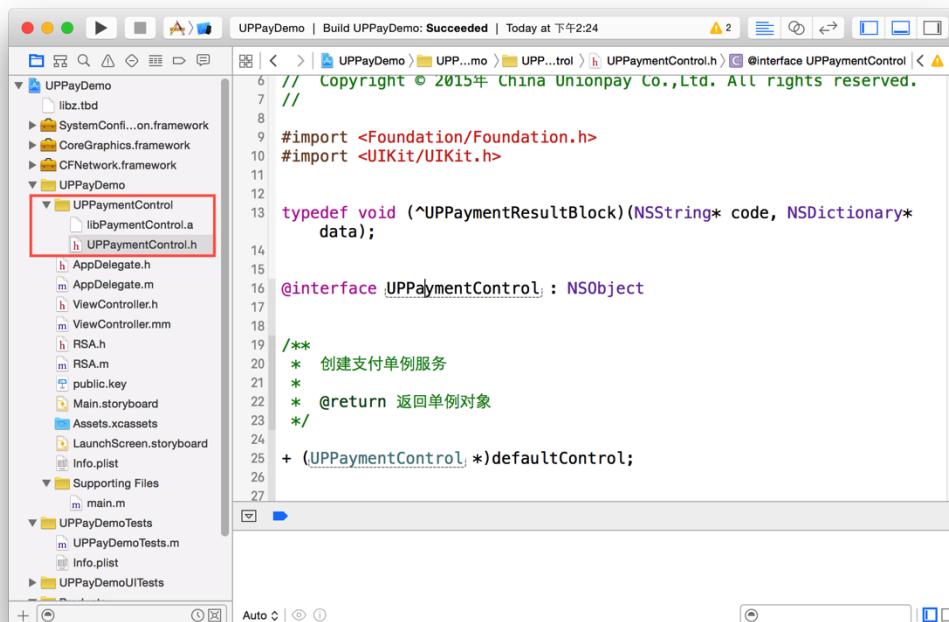 UPPayDemo | Build UPPayDemo: Succeeded | Today at 下午2:24
2
UPPayDemo
UPP...mo
UPP...trol
UPPaymentControl.h
@interface UPPaymentControl
UPPayDemo
libz.tbd
SystemConfi...on.framework
CoreGraphics.framework
CFNetwork.framework
UPPayDemo
UPPaymentControl
libPaymentControl.a
UPPaymentControl.h
AppDelegate.h
AppDelegate.m
ViewController.h
ViewController.mm
RSA.h
RSA.m
public.key
Main.storyboard
Assets.xcassets
LaunchScreen.storyboard
Info.plist
Supporting Files
main.m
UPPayDemoTests
UPPayDemoTests.m
Info.plist
UPPayDemoUITests
6 // Copyright © 2015年 China Unionpay Co.,Ltd. All rights reserved.
7 //
8
9 #import <Foundation/Foundation.h>
10 #import <UIKit/UIKit.h>
11
12
13 typedef void (^UPPaymentResultBlock)(NSString* code, NSDictionary*
data);
14
15
16 @interface UPPaymentControl : NSObject
17
18
19 /**
20 * 创建支付单例服务
21 *
22 * @return 返回单例对象
23 */
24
25 + (UPPaymentControl *)defaultControl;
26
27
Auto